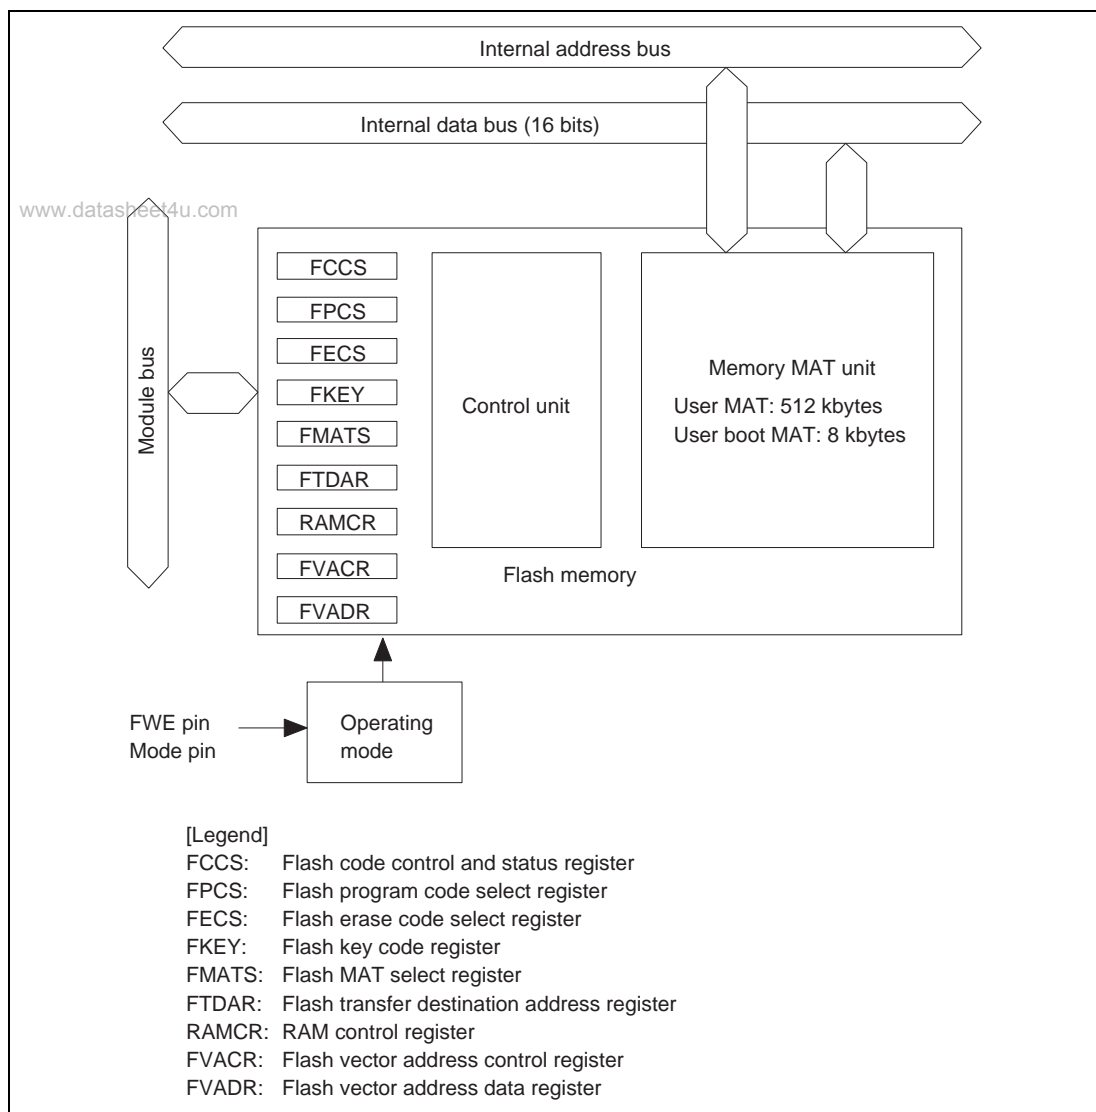 Internal address bus
Internal data bus (16 bits)
www.datasheet4u.com
Module bus
FCCS
FPCS
FECS
FKEY
FMATS
FTDAR
RAMCR
FVACR
FVADR
Control unit
Memory MAT unit
User MAT: 512 kbytes
User boot MAT: 8 kbytes
Flash memory
FWE pin
Mode pin
Operating
mode
[Legend]
FCCS: Flash code control and status register
FPCS: Flash program code select register
FECS: Flash erase code select register
FKEY: Flash key code register
FMATS: Flash MAT select register
FTDAR: Flash transfer destination address register
RAMCR: RAM control register
FVACR: Flash vector address control register
FVADR: Flash vector address data register